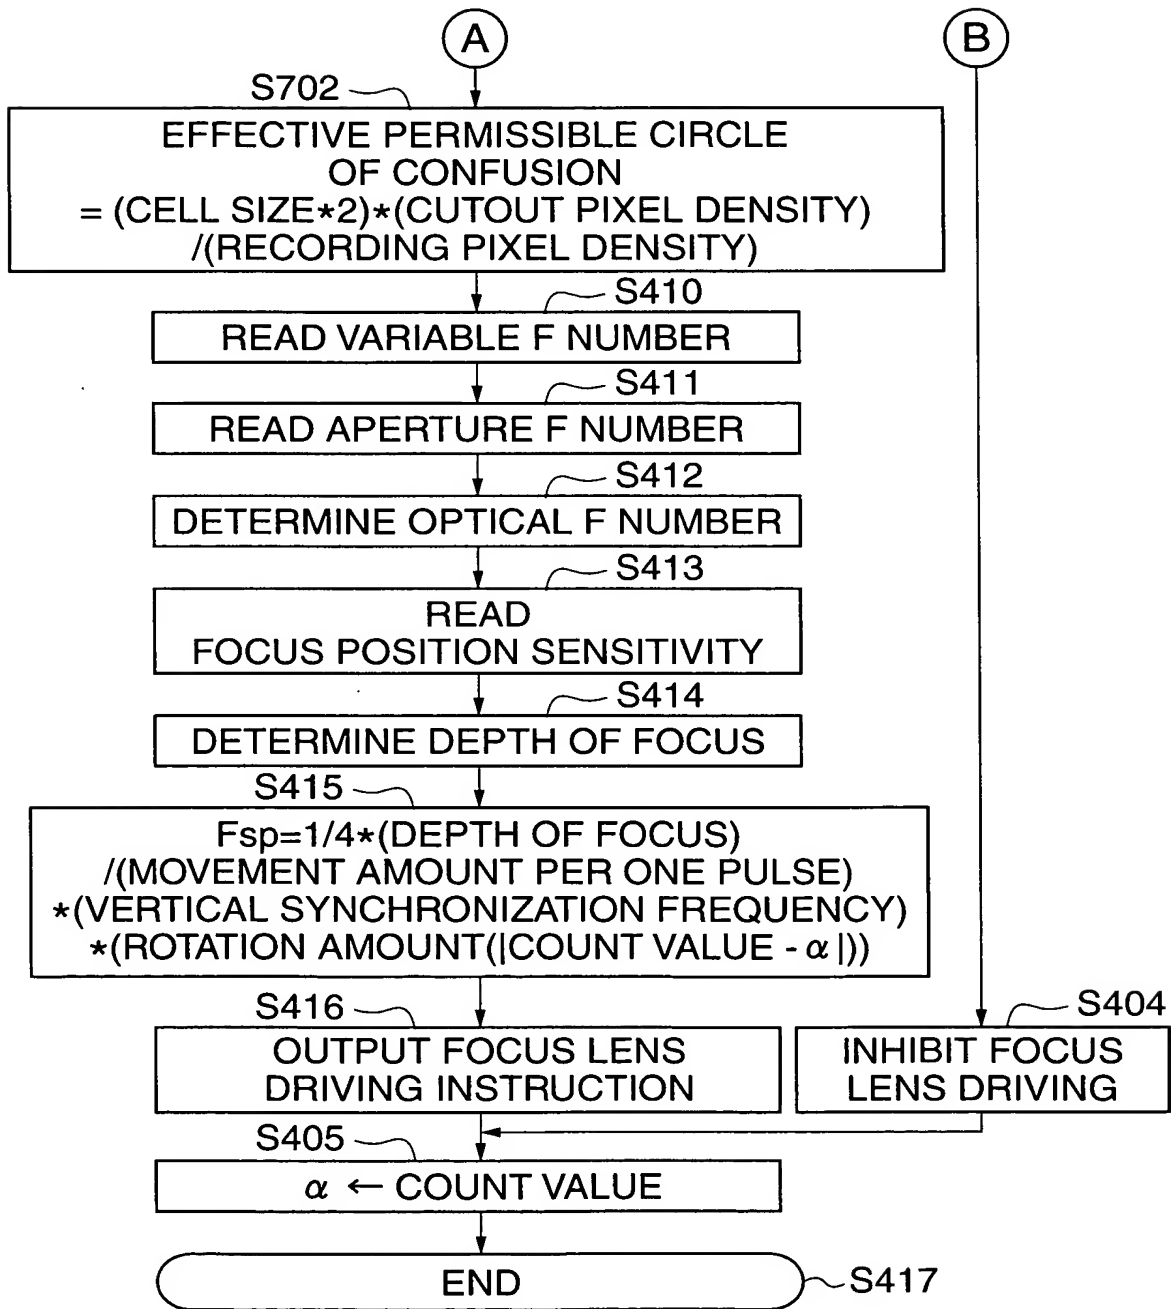 A
B
S702
EFFECTIVE PERMISSIBLE CIRCLE
OF CONFUSION
= (CELL SIZE*2)*(CUTOUT PIXEL DENSITY)
/(RECORDING PIXEL DENSITY)
S410
READ VARIABLE F NUMBER
S411
READ APERTURE F NUMBER
S412
DETERMINE OPTICAL F NUMBER
S413
READ
FOCUS POSITION SENSITIVITY
S414
DETERMINE DEPTH OF FOCUS
S415
Fsp=1/4*(DEPTH OF FOCUS)
/(MOVEMENT AMOUNT PER ONE PULSE)
*(VERTICAL SYNCHRONIZATION FREQUENCY)
*(ROTATION AMOUNT(|COUNT VALUE - α|))
S416
OUTPUT FOCUS LENS
DRIVING INSTRUCTION
S404
INHIBIT FOCUS
LENS DRIVING
S405
α ← COUNT VALUE
END
S417